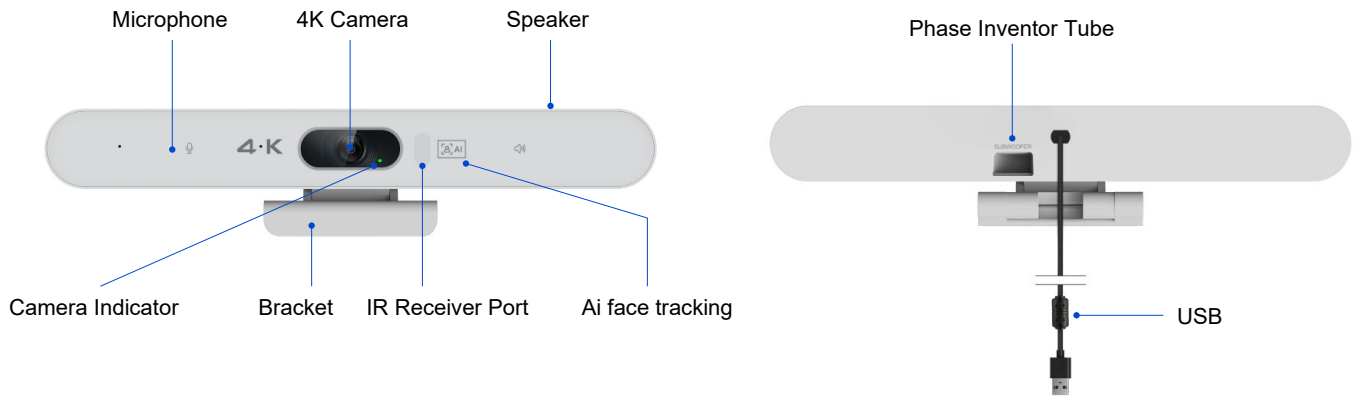 Microphone
4K Camera
Speaker
4·K
AI
Camera Indicator
Bracket
IR Receiver Port
Ai face tracking
Phase Inventor Tube
SUBWOOFER
USB